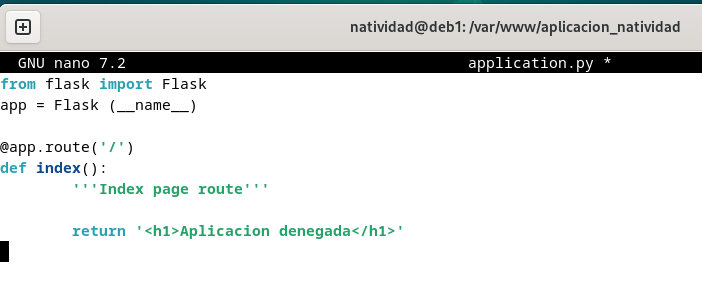 natividad@deb1: /var/www/aplicacion_natividad
GNU nano 7.2 application.py *
from flask import Flask
app = Flask (__name__)
@app.route('/')
def index():
'''Index page route'''
return '<h1>Aplicacion denegada</h1>'